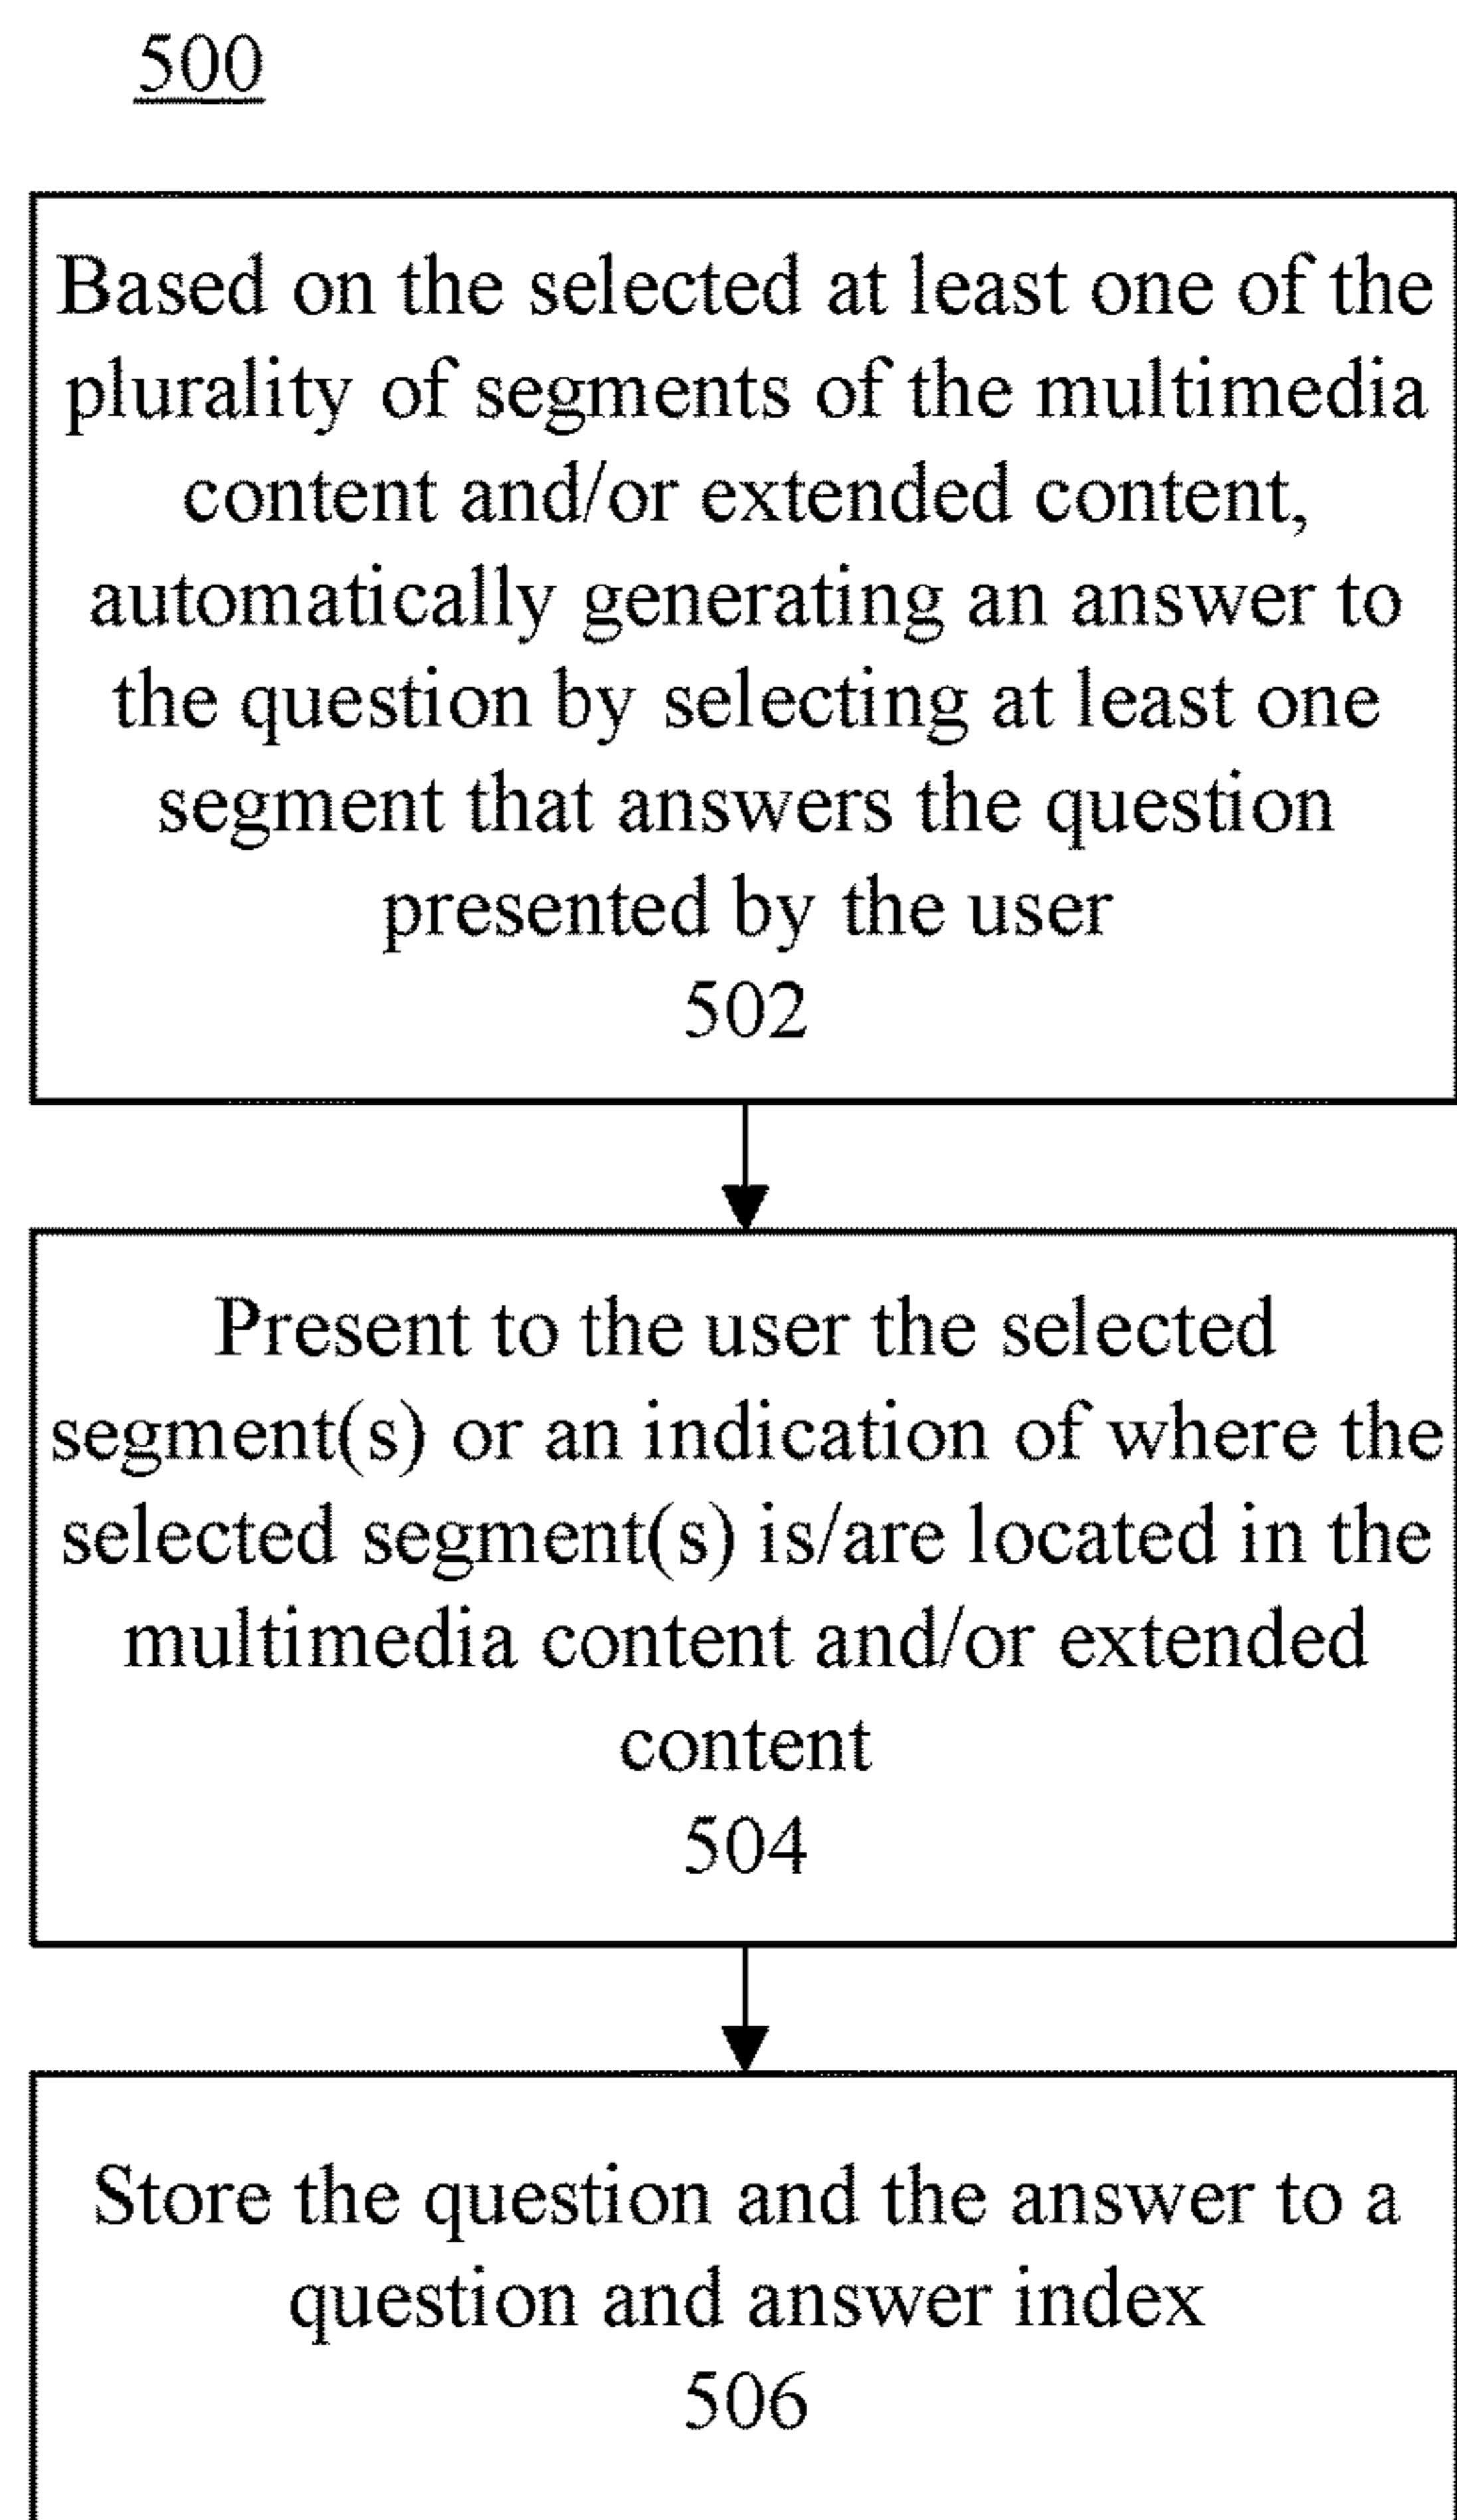 500
Based on the selected at least one of the
plurality of segments of the multimedia
content and/or extended content,
automatically generating an answer to
the question by selecting at least one
segment that answers the question
presented by the user
502
Present to the user the selected
segment(s) or an indication of where the
selected segment(s) is/are located in the
multimedia content and/or extended
content
504
Store the question and the answer to a
question and answer index
506